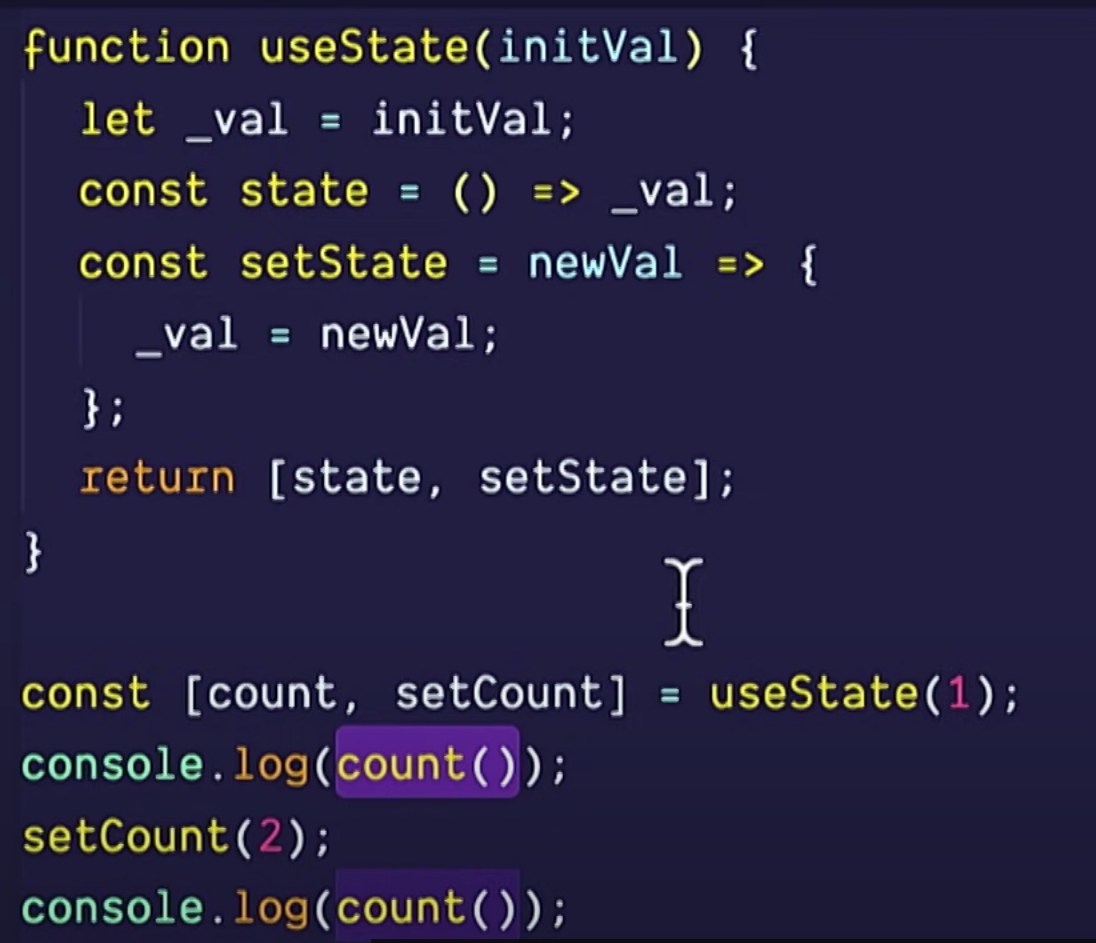 function useState(initVal) {
  let _val = initVal;
  const state = () => _val;
  const setState = newVal => {
    _val = newVal;
  };
  return [state, setState];
}
const [count, setCount] = useState(1);
console.log(count());
setCount(2);
console.log(count());